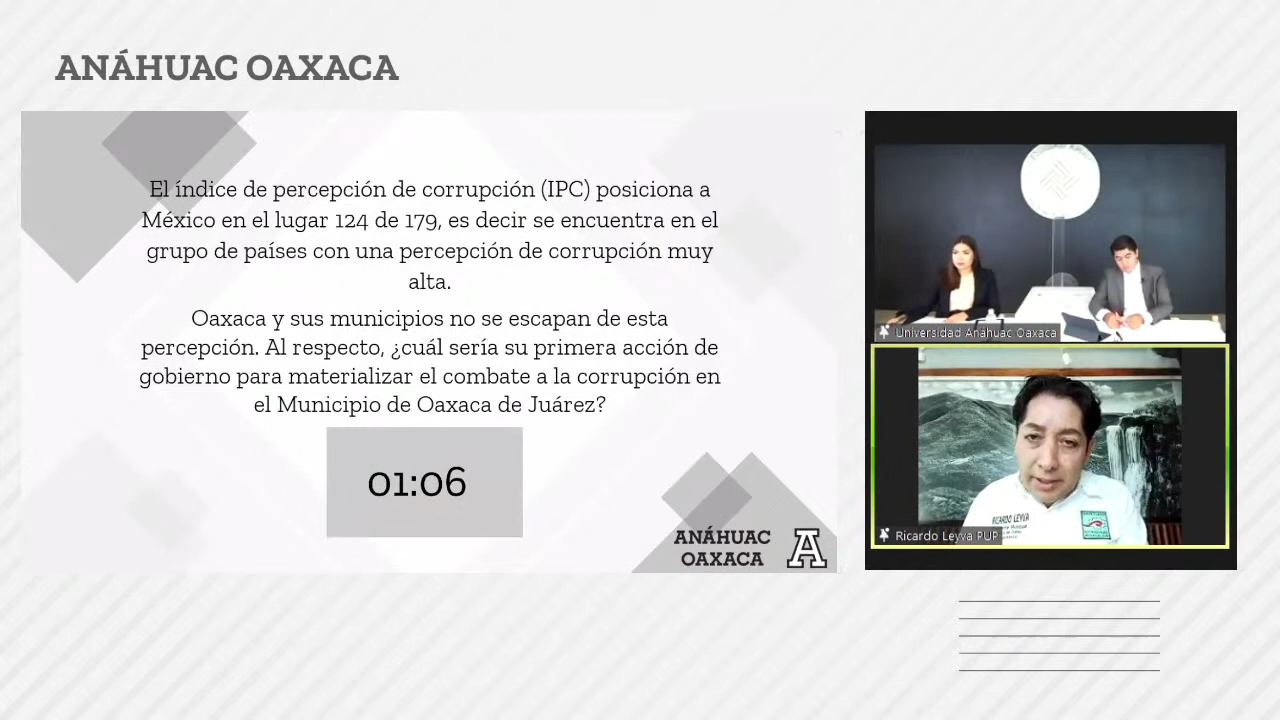 ANÁHUAC OAXACA
El índice de percepción de corrupción (IPC) posiciona a
México en el lugar 124 de 179, es decir se encuentra en el
grupo de países con una percepción de corrupción muy
alta.
Oaxaca y sus municipios no se escapan de esta
percepción. Al respecto, ¿cuál sería su primera acción de
gobierno para materializar el combate a la corrupción en
el Municipio de Oaxaca de Juárez?
01:06
ANÁHUAC
OAXACA
A
Universidad Anáhuac Oaxaca
RICARDO LEYVA
Ricardo Leyva PUP